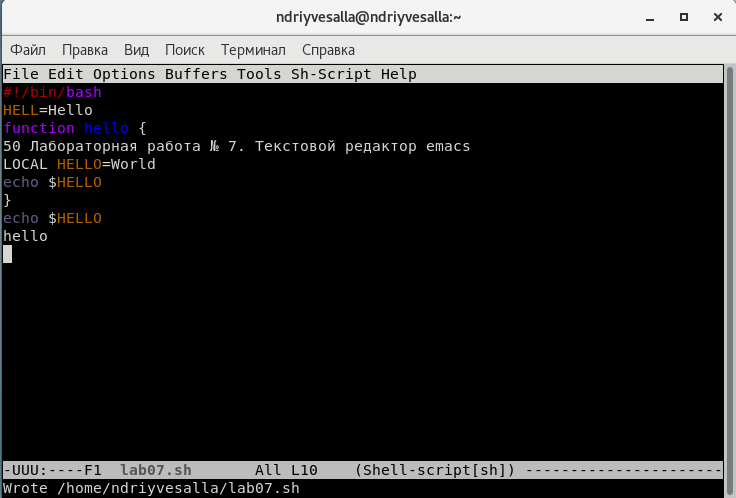 ndriyvesalla@ndriyvesalla:~
Файл Правка Вид Поиск Терминал Справка
File Edit Options Buffers Tools Sh-Script Help
#!/bin/bash
HELL=Hello
function hello {
50 Лабораторная работа № 7. Текстовой редактор emacs
LOCAL HELLO=World
echo $HELLO
}
echo $HELLO
hello
-UUU:----F1  lab07.sh       All L10    (Shell-script[sh]) ----------------------
Wrote /home/ndriyvesalla/lab07.sh